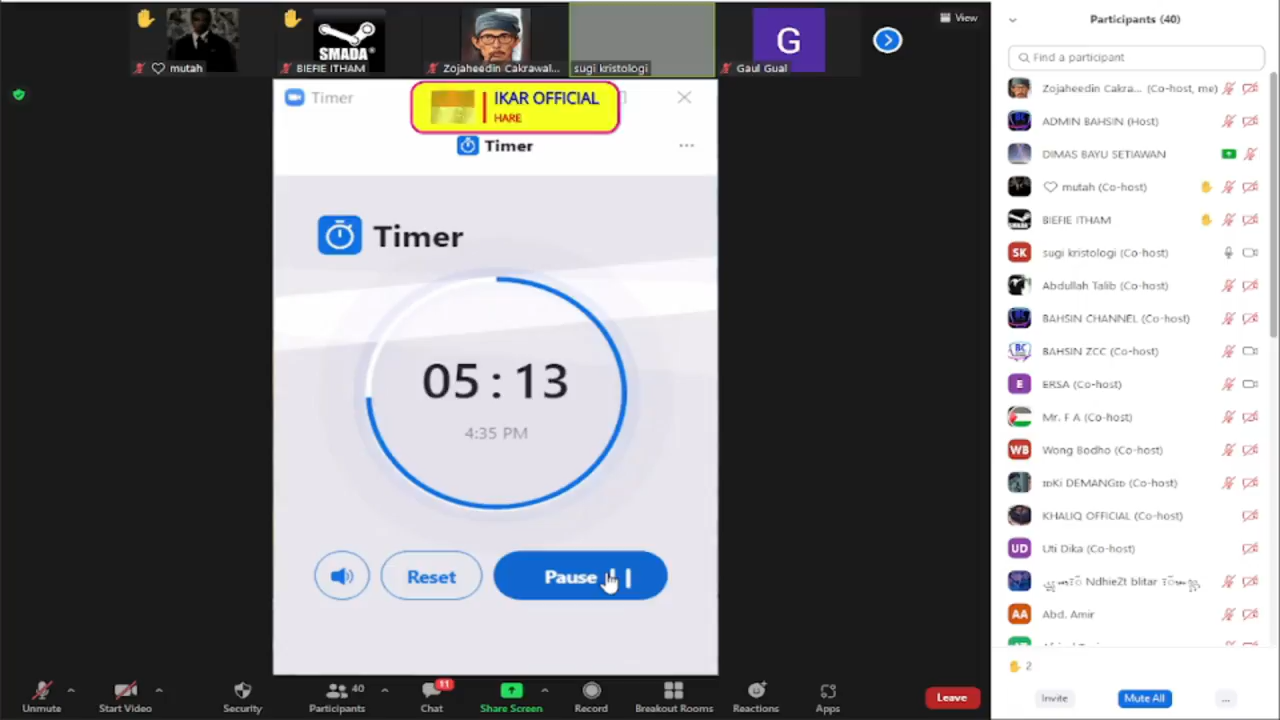 mutah
SMADA
BIEFIE ITHAM
Zojaheedin Cakrawal...
sugi kristologi
G
Gaul Gual
View
Timer
IKAR OFFICIAL
HARE
Timer
...
Timer
05 : 13
4:35 PM
Reset
Pause
Participants (40)
Find a participant
Zojaheedin Cakra... (Co-host, me)
ADMIN BAHSIN (Host)
DIMAS BAYU SETIAWAN
mutah (Co-host)
BIEFIE ITHAM
SK
sugi kristologi (Co-host)
Abdullah Talib (Co-host)
BAHSIN CHANNEL (Co-host)
BC
BAHSIN ZCC (Co-host)
E
ERSA (Co-host)
Mr. F A (Co-host)
WB
Wong Bodho (Co-host)
KHALIQ OFFICIAL (Co-host)
UD
Uti Dika (Co-host)
NdhieZt blitar
AA
Abd. Amir
2
Invite
Mute All
...
Unmute
Start Video
Security
40
Participants
11
Chat
Share Screen
Record
Breakout Rooms
Reactions
Apps
Leave